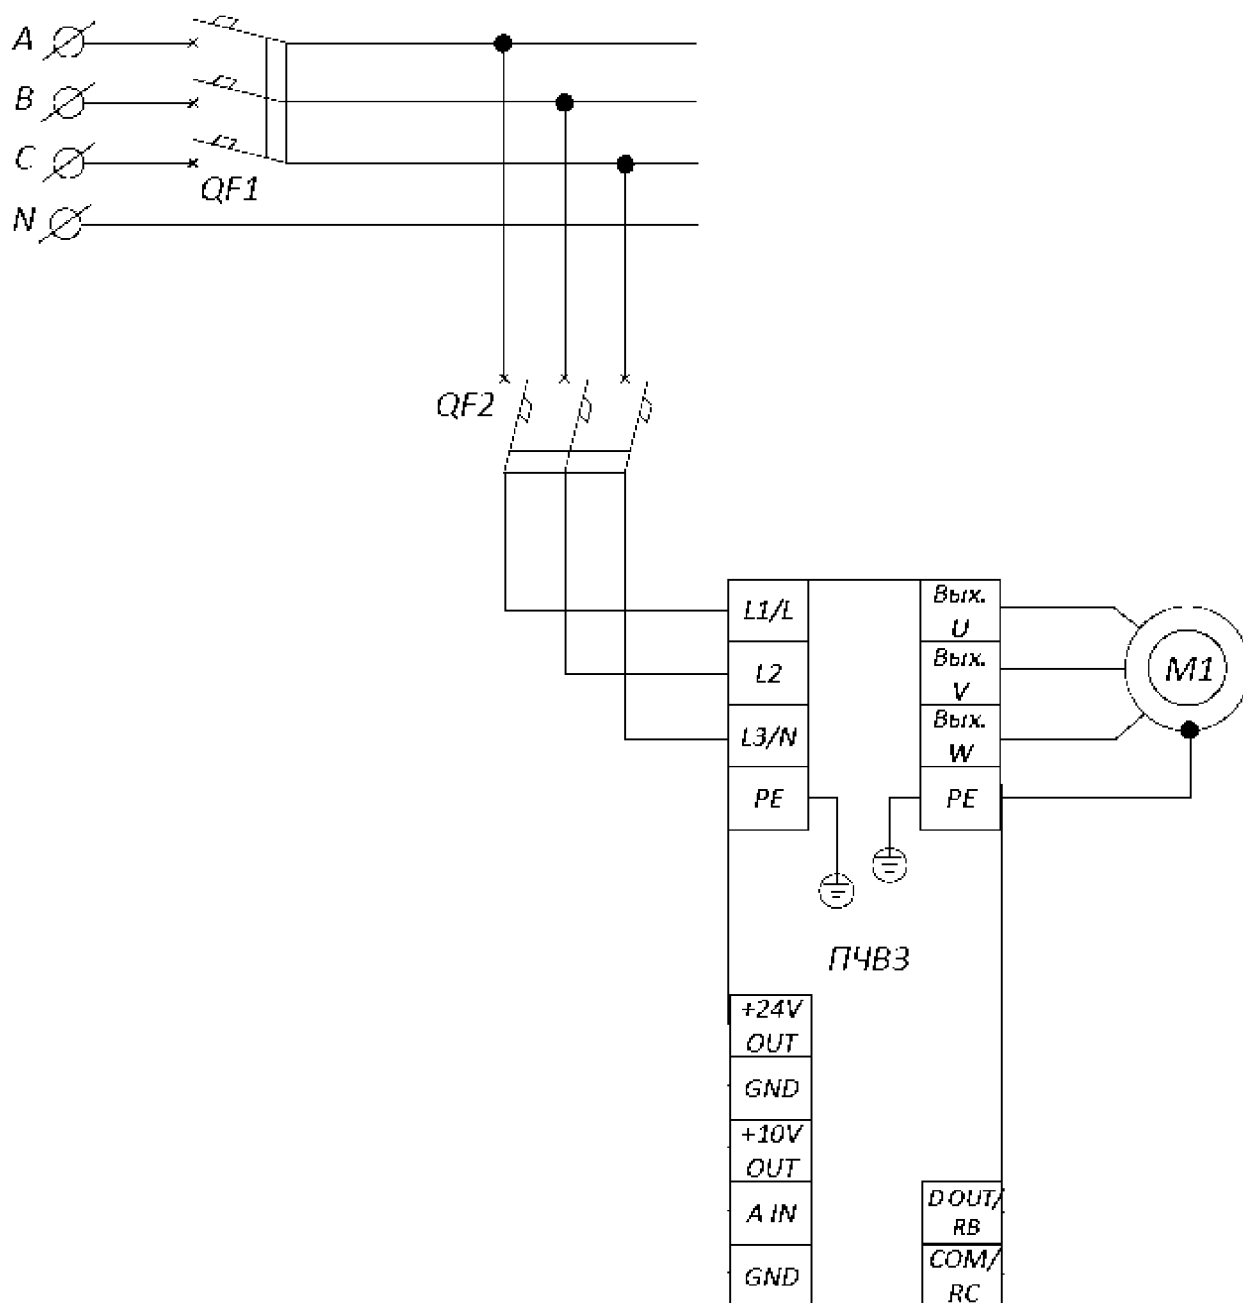 A
B
C
QF1
N
QF2
L1/L
L2
L3/N
PE
Вых.
U
Вых.
V
Вых.
W
PE
M1
ПЧВ3
+24V
OUT
GND
+10V
OUT
A IN
GND
D OUT/
RB
COM/
RC